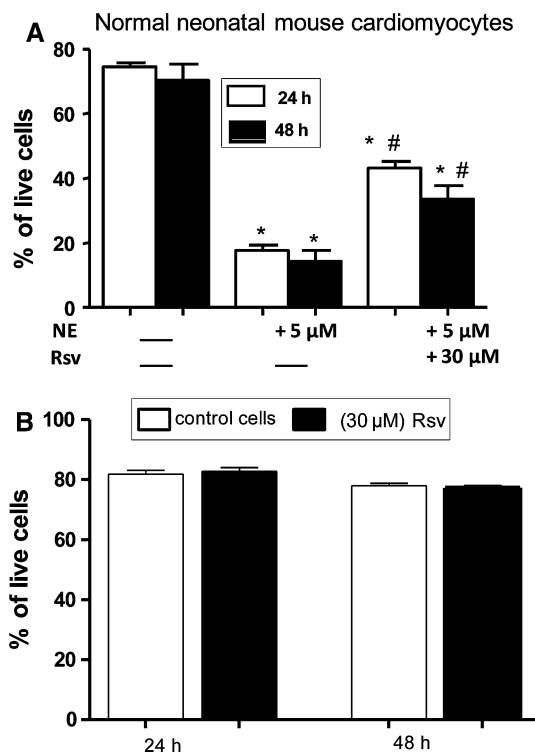 A
Normal neonatal mouse cardiomyocytes
80
60
40
20
0
% of live cells
24 h
48 h
* #
* #
* *
NE + 5 µM + 5 µM
Rsv + 30 µM
B
control cells (30 µM) Rsv
100
80
60
40
20
0
% of live cells
24 h 48 h